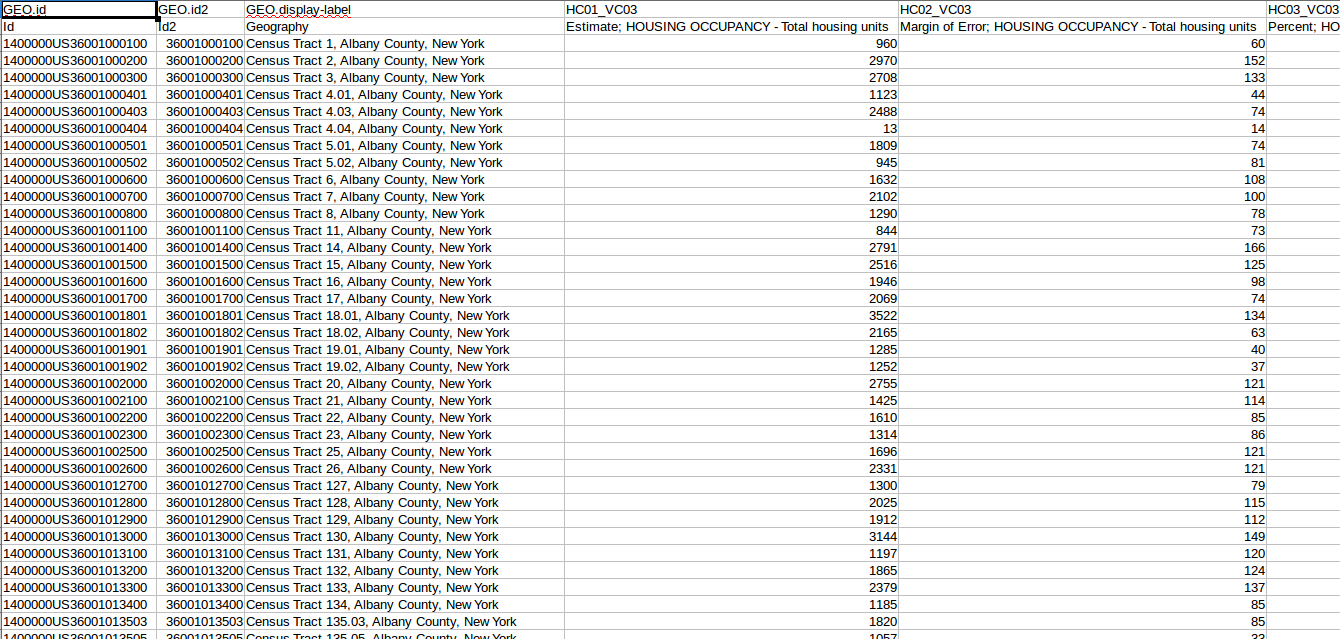 GEO.id GEO.id2 GEO.display-label HC01_VC03 HC02_VC03 HC03_VC03
Id Id2 Geography Estimate; HOUSING OCCUPANCY - Total housing units Margin of Error; HOUSING OCCUPANCY - Total housing units Percent; HO
1400000US36001000100 36001000100 Census Tract 1, Albany County, New York 960 60
1400000US36001000200 36001000200 Census Tract 2, Albany County, New York 2970 152
1400000US36001000300 36001000300 Census Tract 3, Albany County, New York 2708 133
1400000US36001000401 36001000401 Census Tract 4.01, Albany County, New York 1123 44
1400000US36001000403 36001000403 Census Tract 4.03, Albany County, New York 2488 74
1400000US36001000404 36001000404 Census Tract 4.04, Albany County, New York 13 14
1400000US36001000501 36001000501 Census Tract 5.01, Albany County, New York 1809 74
1400000US36001000502 36001000502 Census Tract 5.02, Albany County, New York 945 81
1400000US36001000600 36001000600 Census Tract 6, Albany County, New York 1632 108
1400000US36001000700 36001000700 Census Tract 7, Albany County, New York 2102 100
1400000US36001000800 36001000800 Census Tract 8, Albany County, New York 1290 78
1400000US36001001100 36001001100 Census Tract 11, Albany County, New York 844 73
1400000US36001001400 36001001400 Census Tract 14, Albany County, New York 2791 166
1400000US36001001500 36001001500 Census Tract 15, Albany County, New York 2516 125
1400000US36001001600 36001001600 Census Tract 16, Albany County, New York 1946 98
1400000US36001001700 36001001700 Census Tract 17, Albany County, New York 2069 74
1400000US36001001801 36001001801 Census Tract 18.01, Albany County, New York 3522 134
1400000US36001001802 36001001802 Census Tract 18.02, Albany County, New York 2165 63
1400000US36001001901 36001001901 Census Tract 19.01, Albany County, New York 1285 40
1400000US36001001902 36001001902 Census Tract 19.02, Albany County, New York 1252 37
1400000US36001002000 36001002000 Census Tract 20, Albany County, New York 2755 121
1400000US36001002100 36001002100 Census Tract 21, Albany County, New York 1425 114
1400000US36001002200 36001002200 Census Tract 22, Albany County, New York 1610 85
1400000US36001002300 36001002300 Census Tract 23, Albany County, New York 1314 86
1400000US36001002500 36001002500 Census Tract 25, Albany County, New York 1696 121
1400000US36001002600 36001002600 Census Tract 26, Albany County, New York 2331 121
1400000US36001012700 36001012700 Census Tract 127, Albany County, New York 1300 79
1400000US36001012800 36001012800 Census Tract 128, Albany County, New York 2025 115
1400000US36001012900 36001012900 Census Tract 129, Albany County, New York 1912 112
1400000US36001013000 36001013000 Census Tract 130, Albany County, New York 3144 149
1400000US36001013100 36001013100 Census Tract 131, Albany County, New York 1197 120
1400000US36001013200 36001013200 Census Tract 132, Albany County, New York 1865 124
1400000US36001013300 36001013300 Census Tract 133, Albany County, New York 2379 137
1400000US36001013400 36001013400 Census Tract 134, Albany County, New York 1185 85
1400000US36001013503 36001013503 Census Tract 135.03, Albany County, New York 1820 85
1400000US36001013505 36001013505 Census Tract 135.05, Albany County, New York 1057 33